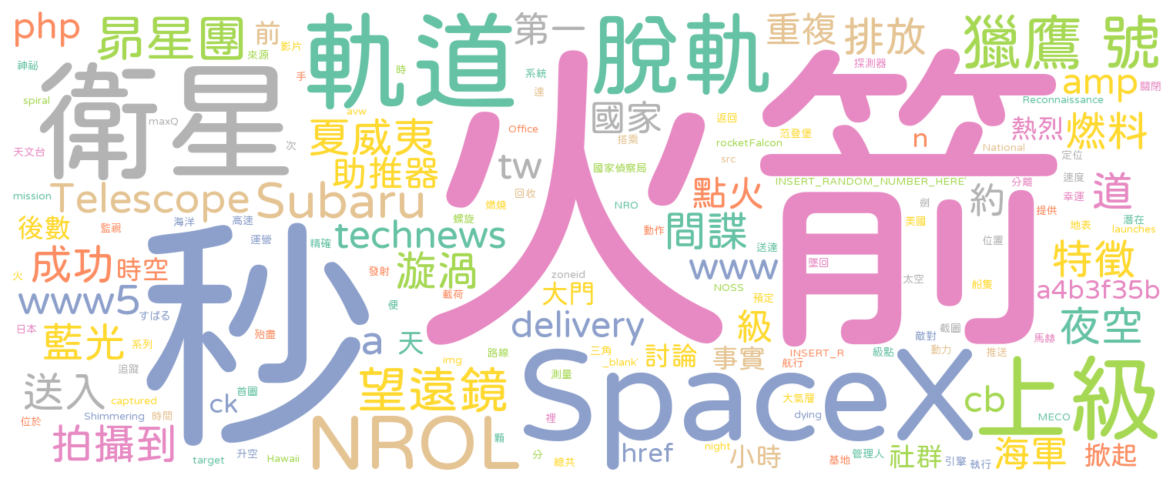 php
昴星團
前
影片
來源
神祕
手
時
軌道
系統
達
第一
脫軌
重複
排放
探測器
獵鷹 號
amp
關閉
spiral
衛星
maxQ
avw
夏威夷
Office
國家
搭乘
返回
范登堡
rocketFalcon
src
火箭
n
National
Reconnaissance
熱烈
燃料
定位
天文台
次
助推器
tw
國家偵察局
INSERT_RANDOM_NUMBER_HERE
分離
速度
幸運
mission
Telescope
Subaru
回收
燃燒
NRO
點火
約
道
提供
後數
監視
海洋
高速
運營
精確
technews
螺旋
動作
間諜
送達
美國
劍
位置
地表
潛在
launches
火
成功
時空
秒
發射
漩渦
載荷
zoneid
www
NOSS
墜回
太空
特徵
日本
www5
すばる
殆盡
便
大門
預定
船隻
a4b3f35b
藍光
系列
a
天
delivery
級
截圖
敵對
馬赫
夜空
追蹤
img
路線
三角
_blank
討論
事實
INSERT_R
航行
級點
動力
推送
送入
captured
首圖
望遠鏡
測量
SpaceX
大氣層
cb
上級
位於
Shimmering
時間
ck
裡
dying
MECO
拍攝到
target
升空
Hawaii
NROL
顆
分
總共
href
night
小時
基地
管理人
社群
引擎
執行
海軍
掀起